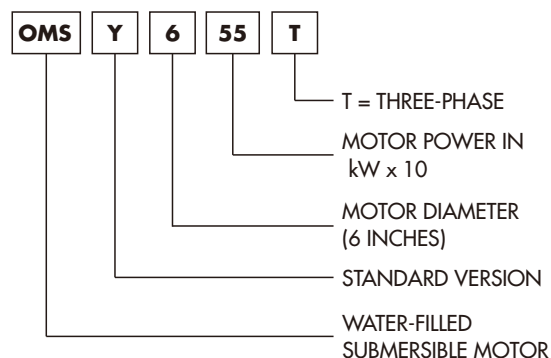 OMS Y 6 55 T
T = THREE-PHASE
MOTOR POWER IN
kW x 10
MOTOR DIAMETER
(6 INCHES)
STANDARD VERSION
WATER-FILLED
SUBMERSIBLE MOTOR